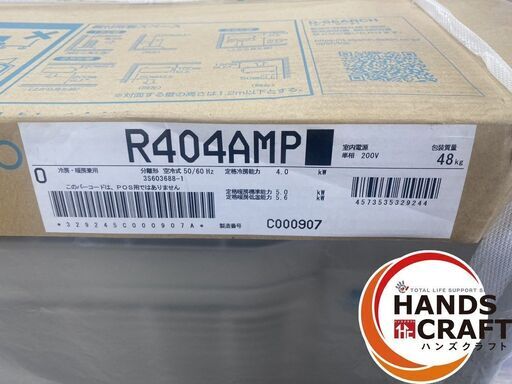 R-SEARCH
R404AMP
O
冷房・暖房兼用
分離形 空冷式 50/60 Hz
3S603688-1
定格冷房能力 4.0 kW
室内電源
単相 200V
包装質量
48kg
このバーコードは、POS用ではありません
定格暖房標準能力 5.0 kW
定格暖房低温能力 5.6 kW
*329245C000907A*
製造番号 C000907
4573535329244
TOTAL LIFE SUPPORT
HANDS
CRAFT
ハンズクラフト